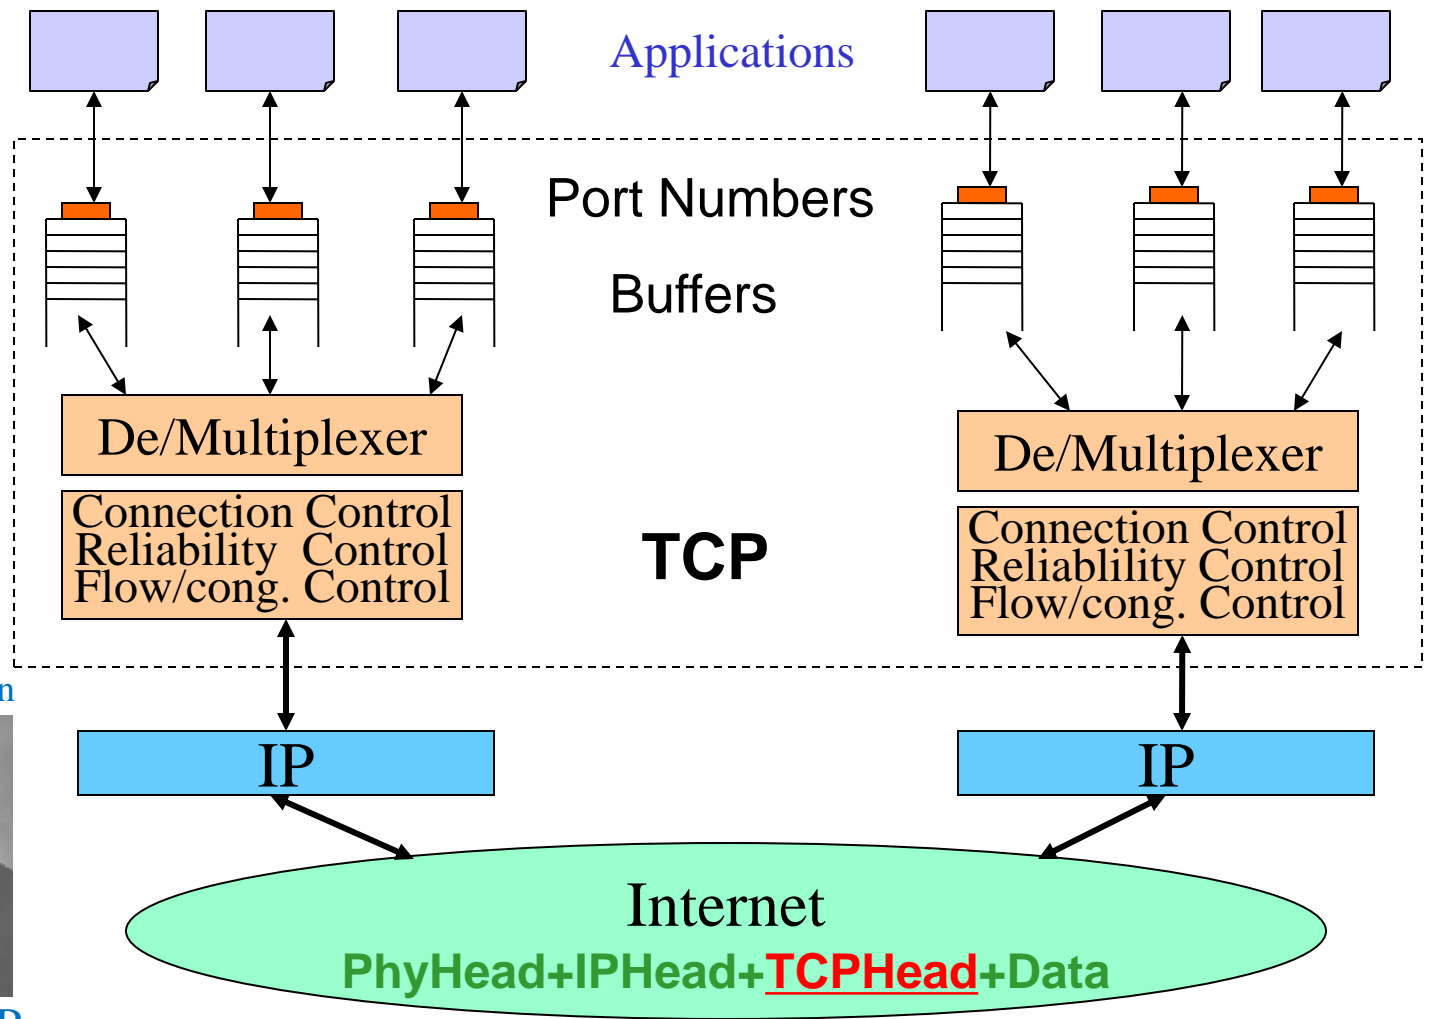 Applications
Port Numbers
Buffers
De/Multiplexer
De/Multiplexer
Connection Control
Reliability Control
Flow/cong. Control
TCP
Connection Control
Reliablility Control
Flow/cong. Control
IP
IP
Internet
PhyHead+IPHead+TCPHead+Data